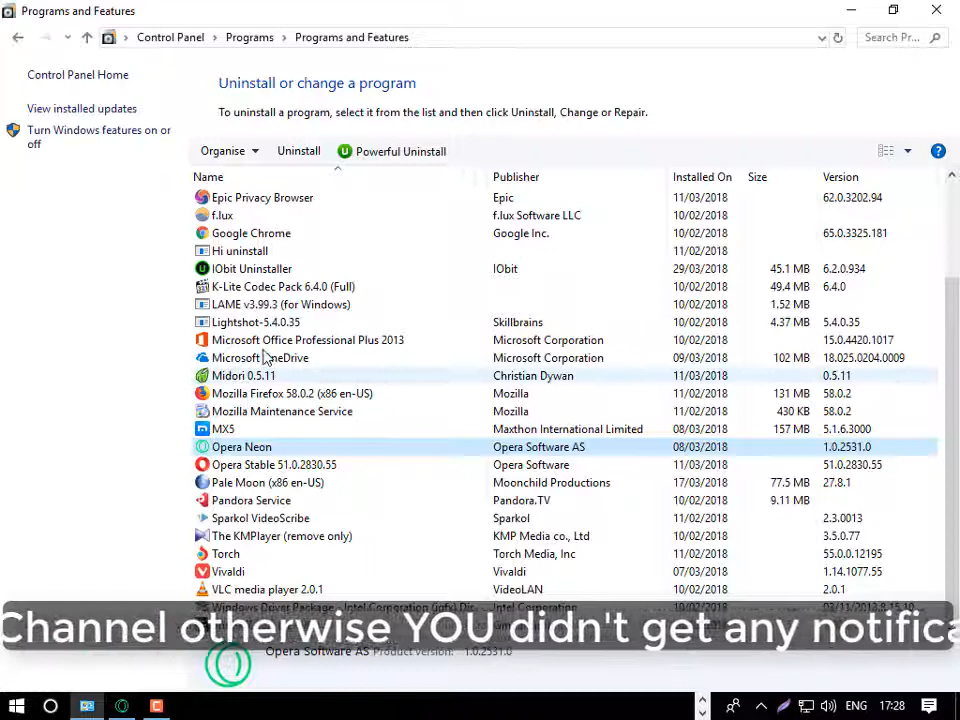 Programs and Features
Control Panel > Programs > Programs and Features
Search Pr...
Control Panel Home
View installed updates
Turn Windows features on or
off
Uninstall or change a program
To uninstall a program, select it from the list and then click Uninstall, Change or Repair.
Organise Uninstall U Powerful Uninstall
Name Publisher Installed On Size Version
Epic Privacy Browser Epic 11/03/2018 62.0.3202.94
f.lux f.lux Software LLC 10/02/2018
Google Chrome Google Inc. 10/02/2018 65.0.3325.181
Hi uninstall 11/02/2018
IObit Uninstaller IObit 29/03/2018 45.1 MB 6.2.0.934
K-Lite Codec Pack 6.4.0 (Full) 10/02/2018 49.4 MB 6.4.0
LAME v3.99.3 (for Windows) 10/02/2018 1.52 MB
Lightshot-5.4.0.35 Skillbrains 10/02/2018 4.37 MB 5.4.0.35
Microsoft Office Professional Plus 2013 Microsoft Corporation 10/02/2018 15.0.4420.1017
Microsoft OneDrive Microsoft Corporation 09/03/2018 102 MB 18.025.0204.0009
Midori 0.5.11 Christian Dywan 11/03/2018 0.5.11
Mozilla Firefox 58.0.2 (x86 en-US) Mozilla 11/02/2018 131 MB 58.0.2
Mozilla Maintenance Service Mozilla 11/02/2018 430 KB 58.0.2
MX5 Maxthon International Limited 08/03/2018 157 MB 5.1.6.3000
Opera Neon Opera Software AS 08/03/2018 1.0.2531.0
Opera Stable 51.0.2830.55 Opera Software 11/03/2018 51.0.2830.55
Pale Moon (x86 en-US) Moonchild Productions 17/03/2018 77.5 MB 27.8.1
Pandora Service Pandora.TV 10/02/2018 9.11 MB
Sparkol VideoScribe Sparkol 11/02/2018 2.3.0013
The KMPlayer (remove only) KMP Media co., Ltd 10/02/2018 3.5.0.77
Torch Torch Media, Inc 11/02/2018 55.0.0.12195
Vivaldi Vivaldi 07/03/2018 1.14.1077.55
VLC media player 2.0.1 VideoLAN 10/02/2018 2.0.1
Windows Driver Package - Intel Corporation (igfx) Dis... Intel Corporation 10/02/2018
Channel otherwise YOU didn't get any notifica
Opera Software AS Product version: 1.0.2531.0
ENG 17:28